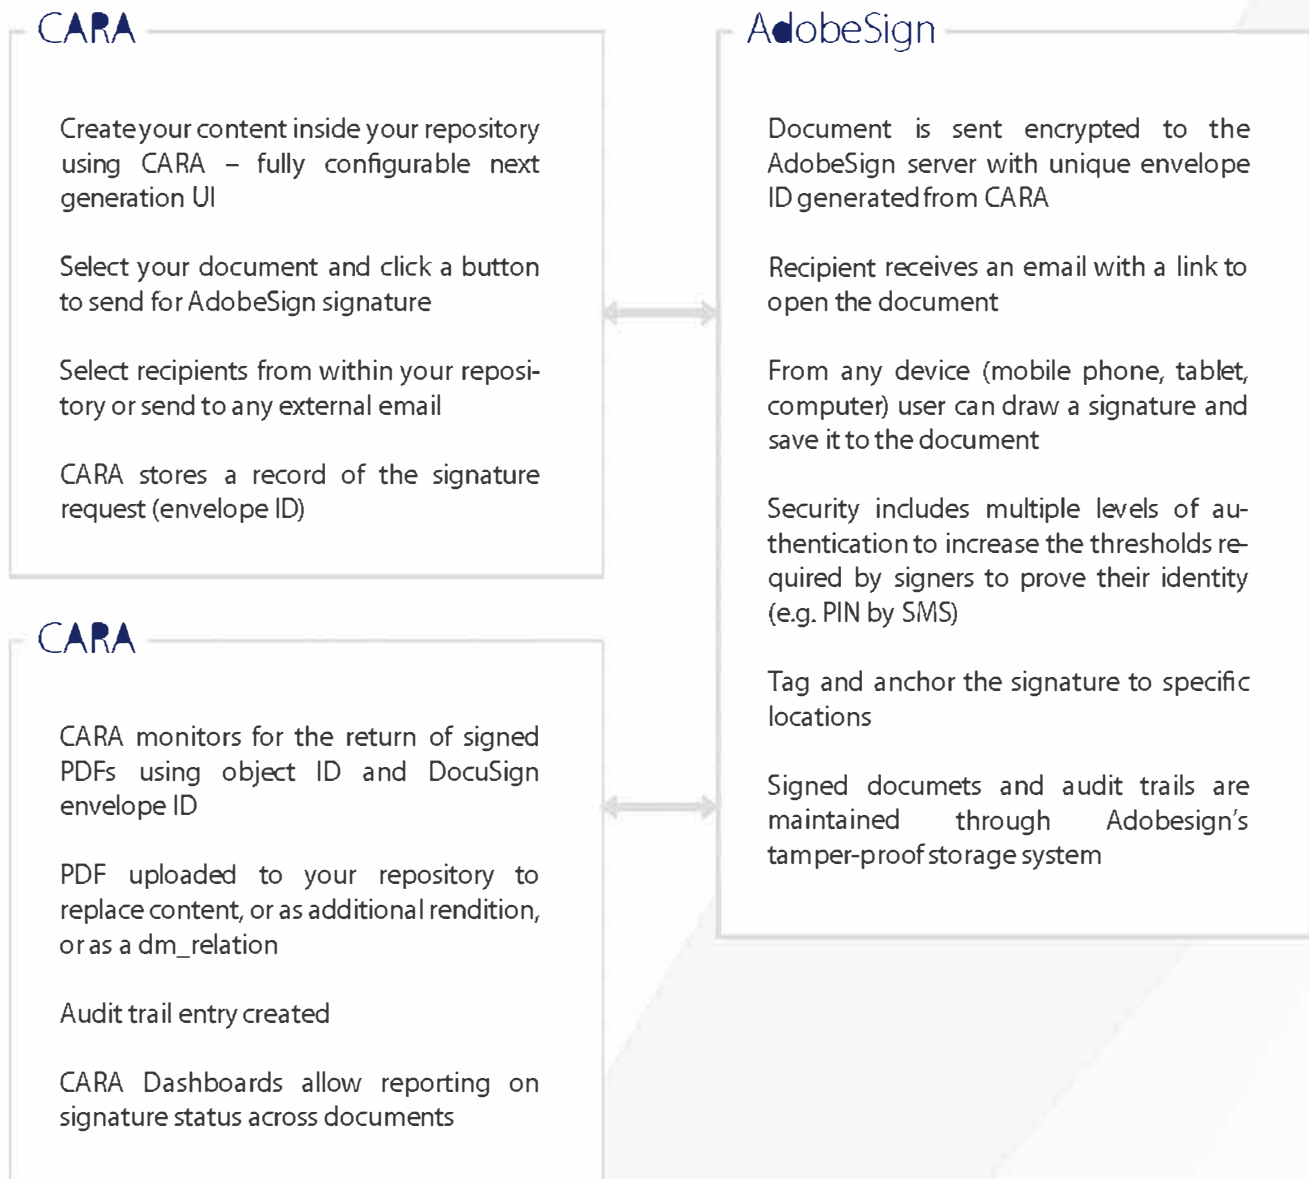 CARA
Create your content inside your repository
using CARA – fully configurable next
generation UI
Select your document and click a button
to send for AdobeSign signature
Select recipients from within your reposi-
tory or send to any external email
CARA stores a record of the signature
request (envelope ID)
CARA
CARA monitors for the return of signed
PDFs using object ID and DocuSign
envelope ID
PDF uploaded to your repository to
replace content, or as additional rendition,
or as a dm_relation
Audit trail entry created
CARA Dashboards allow reporting on
signature status across documents
AdobeSign
Document is sent encrypted to the
AdobeSign server with unique envelope
ID generated from CARA
Recipient receives an email with a link to
open the document
From any device (mobile phone, tablet,
computer) user can draw a signature and
save it to the document
Security includes multiple levels of au-
thentication to increase the thresholds re-
quired by signers to prove their identity
(e.g. PIN by SMS)
Tag and anchor the signature to specific
locations
Signed documets and audit trails are
maintained through Adobesign's
tamper-proof storage system